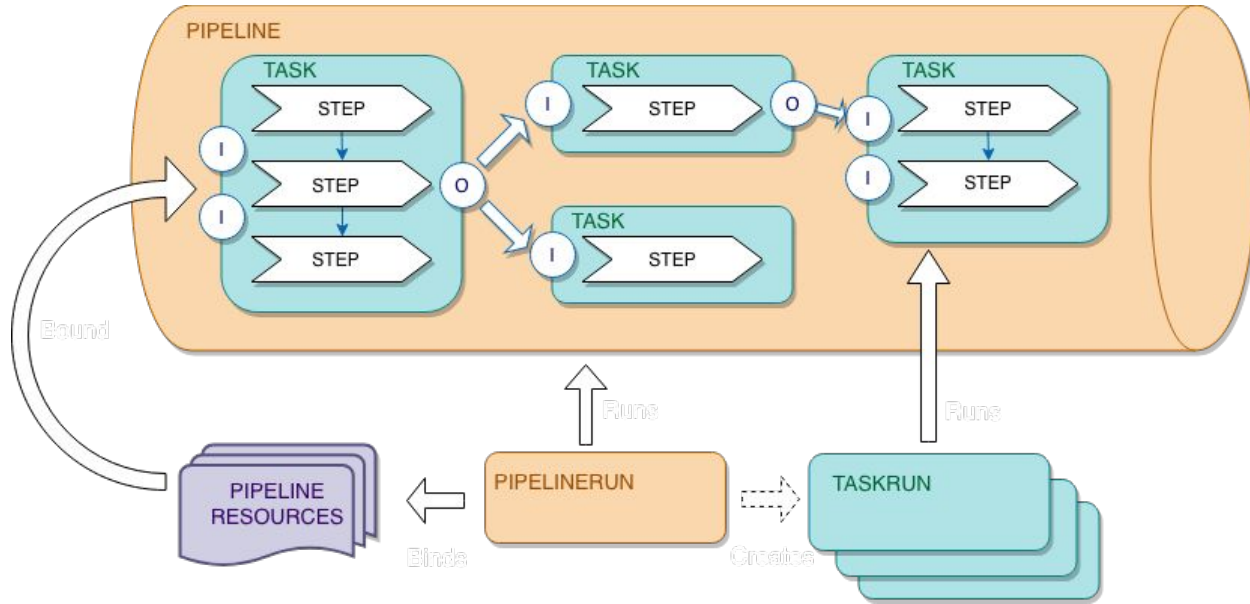 PIPELINE
TASK
STEP
I
STEP
I
STEP
O
TASK
I
STEP
O
TASK
I
STEP
TASK
STEP
I
I
STEP
Bound
Runs
Runs
PIPELINE
RESOURCES
PIPELINERUN
TASKRUN
Binds
Creates